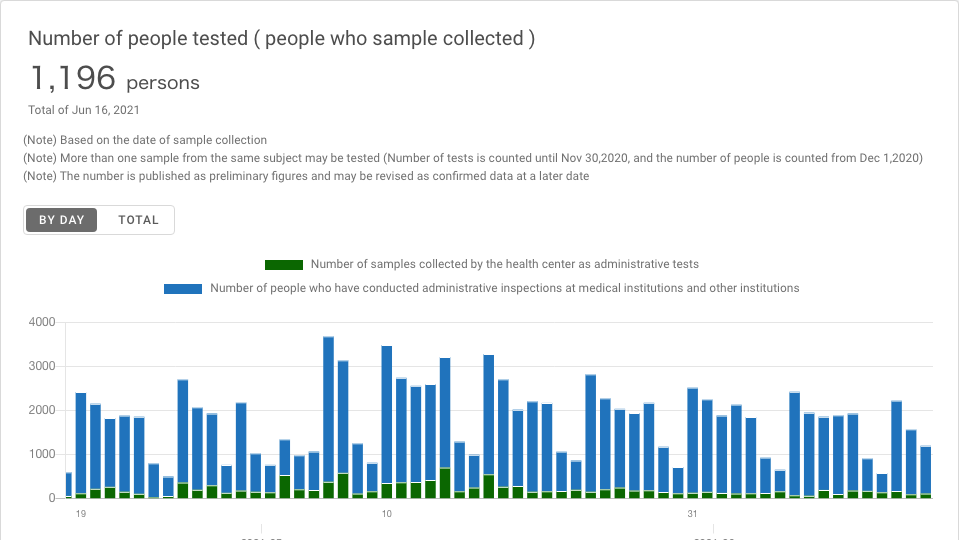 Number of people tested ( people who sample collected )
1,196 persons
Total of Jun 16, 2021
(Note) Based on the date of sample collection
(Note) More than one sample from the same subject may be tested (Number of tests is counted until Nov 30,2020, and the number of people is counted from Dec 1,2020)
(Note) The number is published as preliminary figures and may be revised as confirmed data at a later date
BY DAY TOTAL
Number of samples collected by the health center as administrative tests
Number of people who have conducted administrative inspections at medical institutions and other institutions
4000
3000
2000
1000
0
19 10 31